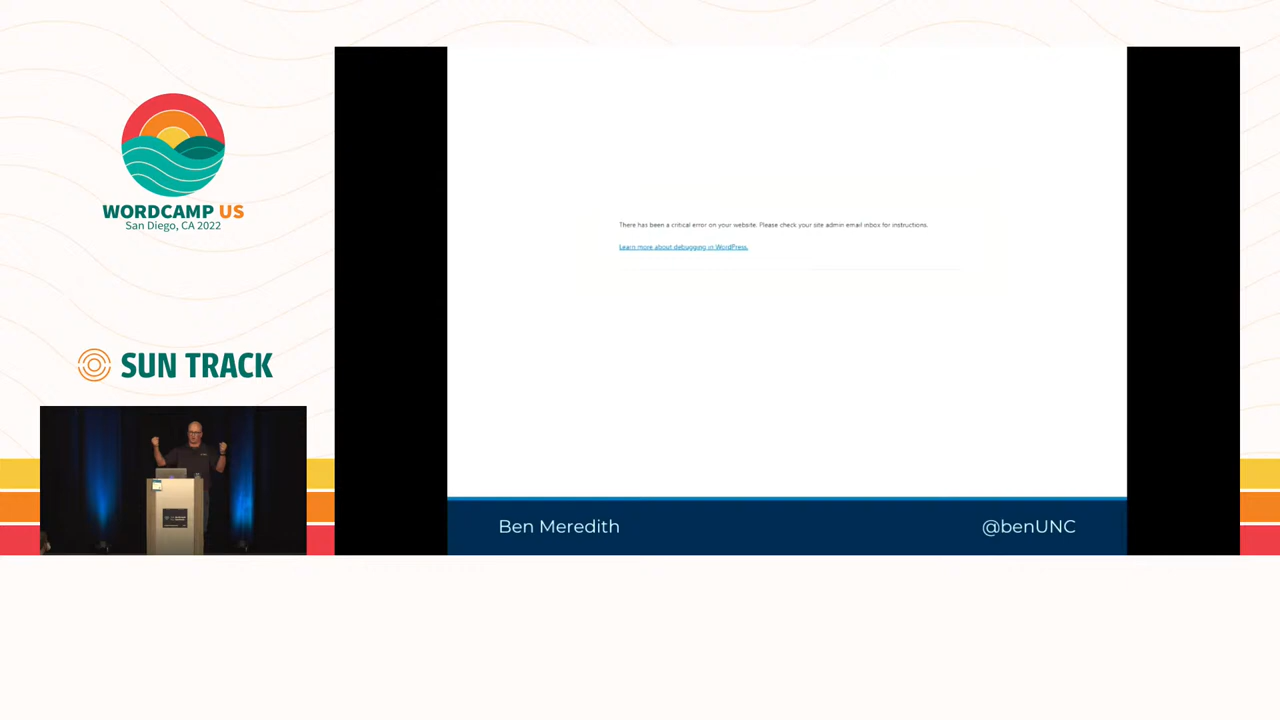 WORDCAMP US
San Diego, CA 2022
SUN TRACK
There has been a critical error on your website. Please check your site admin email inbox for instructions.
Learn more about debugging in WordPress.
Ben Meredith
@benUNC